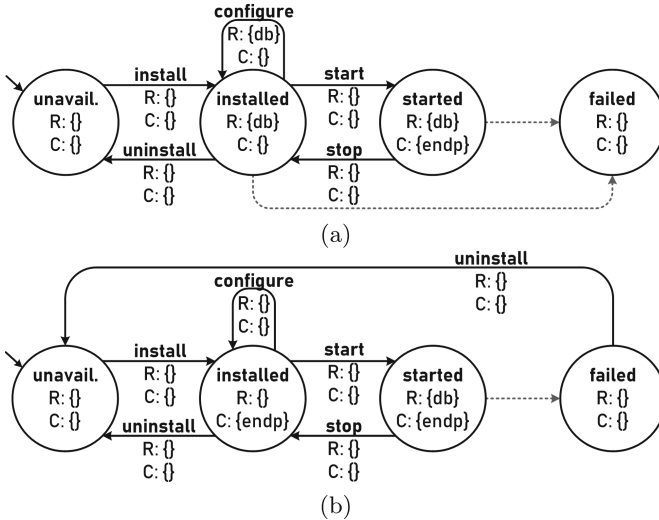 configure
R: {db}
C: {}
install
R: {}
C: {}
start
R: {}
C: {}
unavail.
R: {}
C: {}
installed
R: {db}
C: {}
started
R: {db}
C: {endp}
failed
R: {}
C: {}
uninstall
R: {}
C: {}
stop
R: {}
C: {}
(a)
uninstall
R: {}
C: {}
configure
R: {}
C: {}
install
R: {}
C: {}
start
R: {}
C: {}
unavail.
R: {}
C: {}
installed
R: {}
C: {endp}
started
R: {db}
C: {}
failed
R: {}
C: {}
uninstall
R: {}
C: {}
stop
R: {}
C: {}
(b)